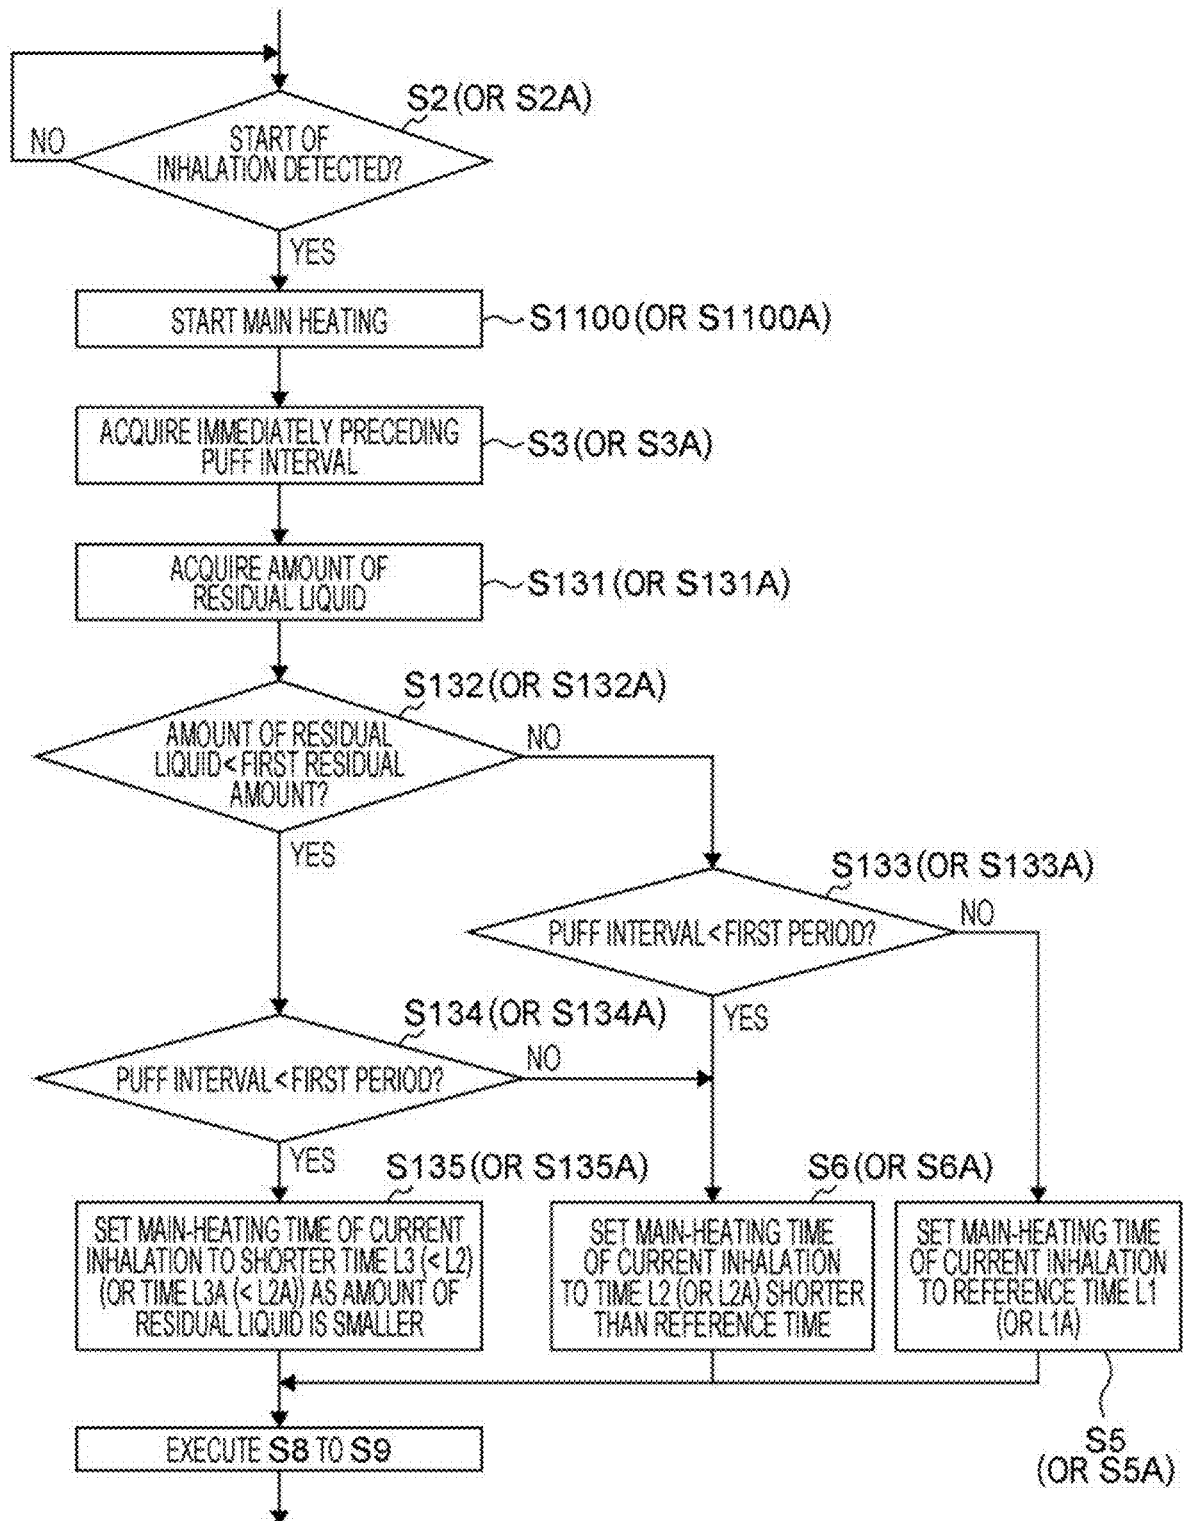 S2 (OR S2A)
START OF
INHALATION DETECTED?
NO
YES
START MAIN HEATING
S1100 (OR S1100A)
ACQUIRE IMMEDIATELY PRECEDING
PUFF INTERVAL
S3 (OR S3A)
ACQUIRE AMOUNT OF
RESIDUAL LIQUID
S131 (OR S131A)
S132 (OR S132A)
AMOUNT OF RESIDUAL
LIQUID < FIRST RESIDUAL
AMOUNT?
NO
YES
S133 (OR S133A)
PUFF INTERVAL < FIRST PERIOD?
NO
YES
S134 (OR S134A)
PUFF INTERVAL < FIRST PERIOD?
NO
YES
S135 (OR S135A)
SET MAIN-HEATING TIME OF CURRENT
INHALATION TO SHORTER TIME L3 (< L2)
(OR TIME L3A (< L2A)) AS AMOUNT OF
RESIDUAL LIQUID IS SMALLER
S6 (OR S6A)
SET MAIN-HEATING TIME
OF CURRENT INHALATION
TO TIME L2 (OR L2A) SHORTER
THAN REFERENCE TIME
SET MAIN-HEATING TIME
OF CURRENT INHALATION
TO REFERENCE TIME L1
(OR L1A)
S5
(OR S5A)
EXECUTE S8 TO S9